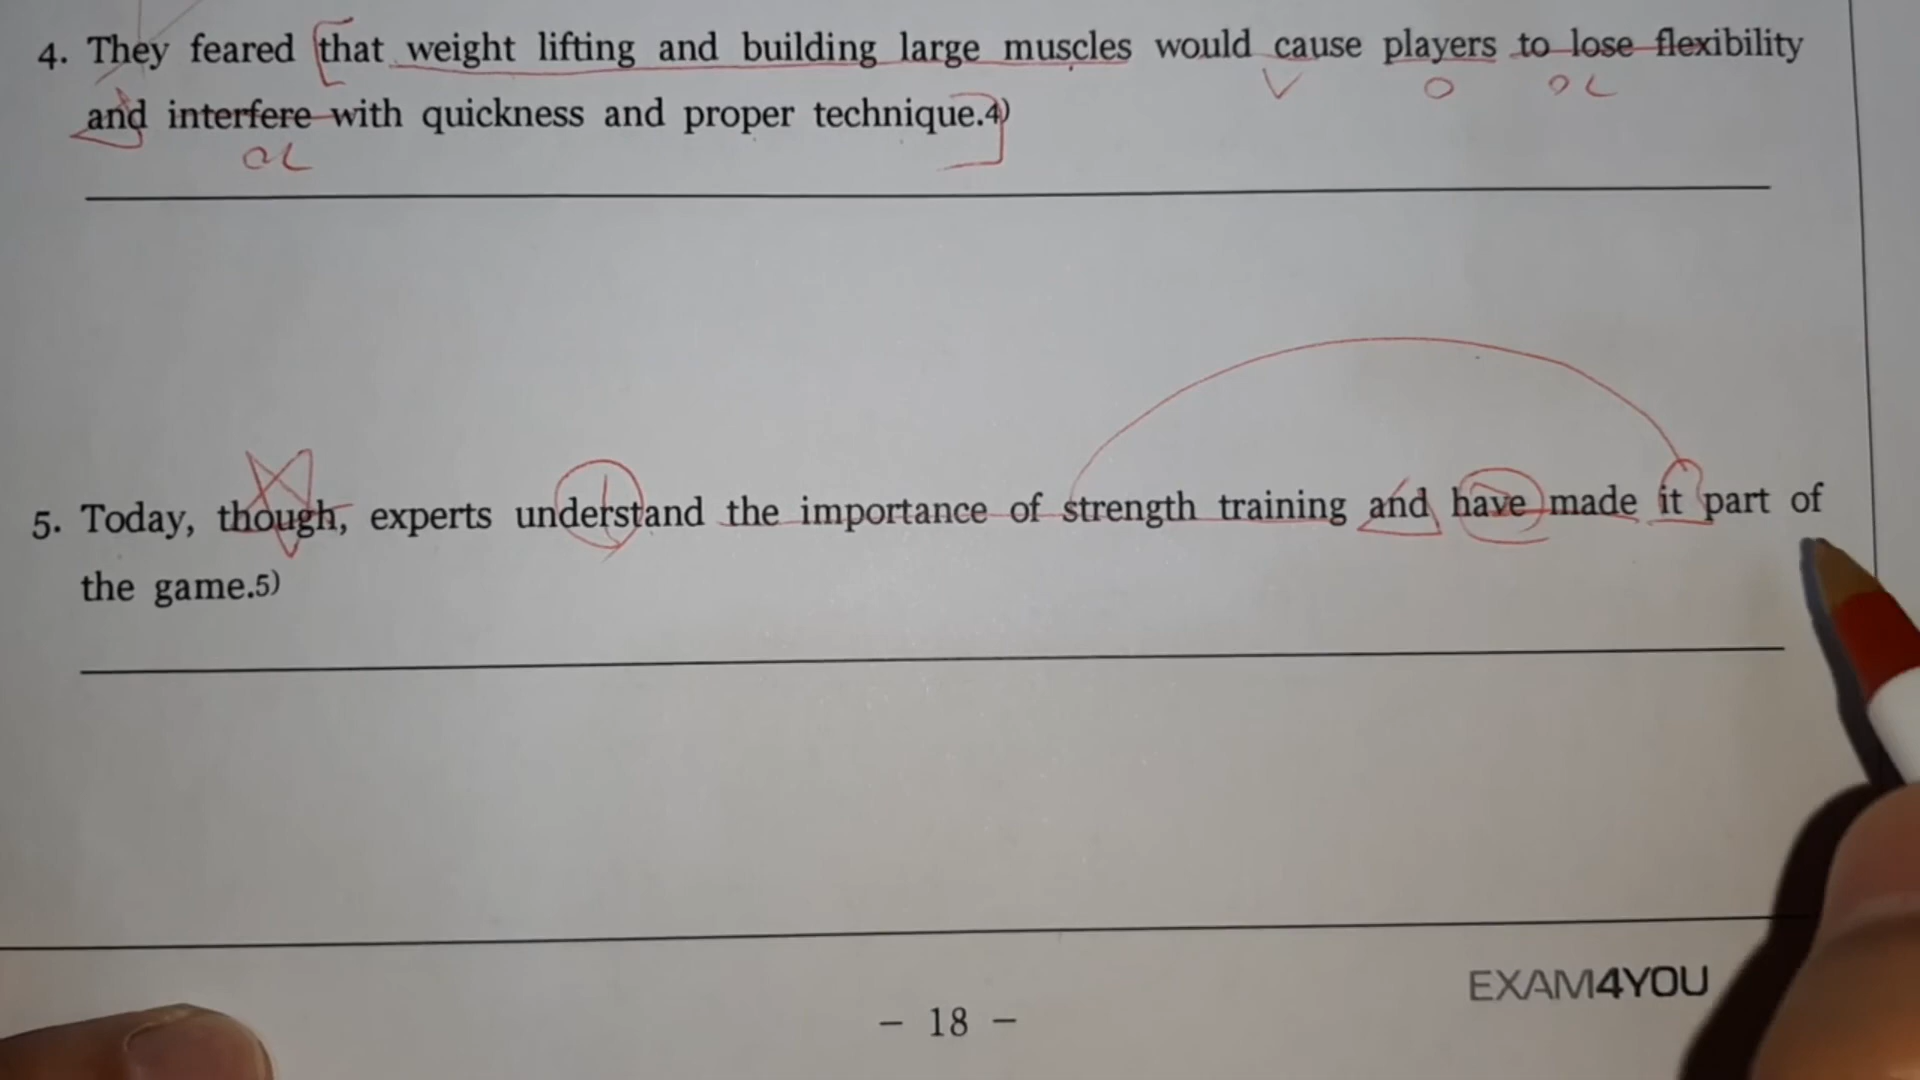 4. They feared that weight lifting and building large muscles would cause players to lose flexibility
and interfere with quickness and proper technique.4)
V O OC
OC
5. Today, though, experts understand the importance of strength training and have made it part of
the game.5)
EXAM4YOU
- 18 -